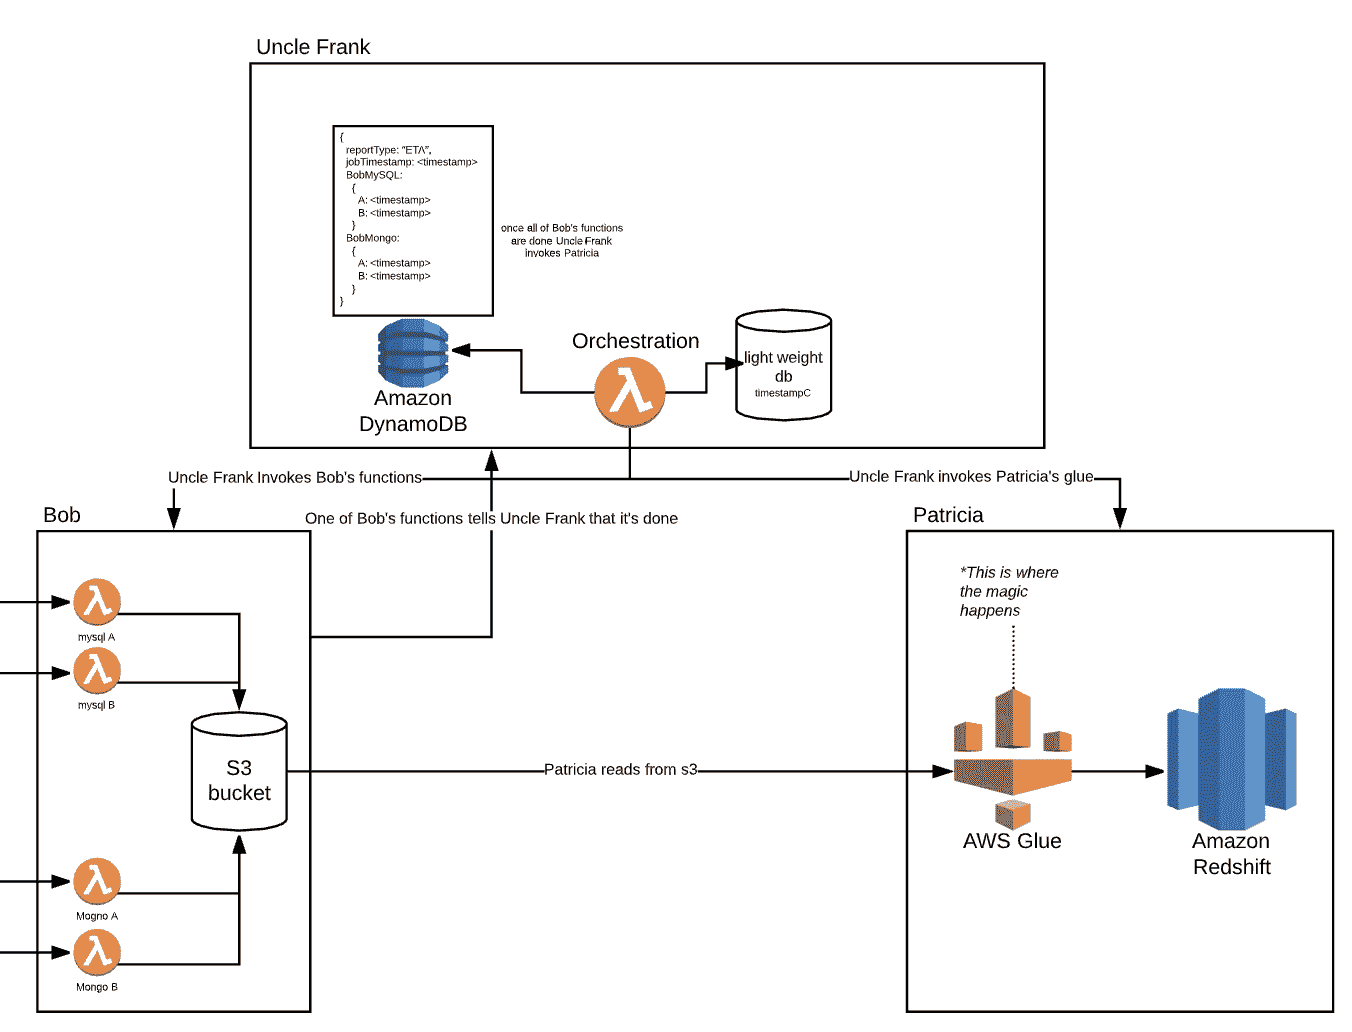 Uncle Frank
{
reportType: "ETA",
jobTimestamp: <timestamp>
BobMySQL:
{
A: <timestamp>
B: <timestamp>
}
BobMongo:
{
A: <timestamp>
B: <timestamp>
}
}
once all of Bob's functions
are done Uncle Frank
invokes Patricia
Orchestration
light weight
db
timestampC
Amazon
DynamoDB
Uncle Frank Invokes Bob's functions
Uncle Frank invokes Patricia's glue
One of Bob's functions tells Uncle Frank that it's done
Bob
mysql A
mysql B
S3
bucket
Mogno A
Mongo B
Patricia reads from s3
Patricia
*This is where
the magic
happens
AWS Glue
Amazon
Redshift